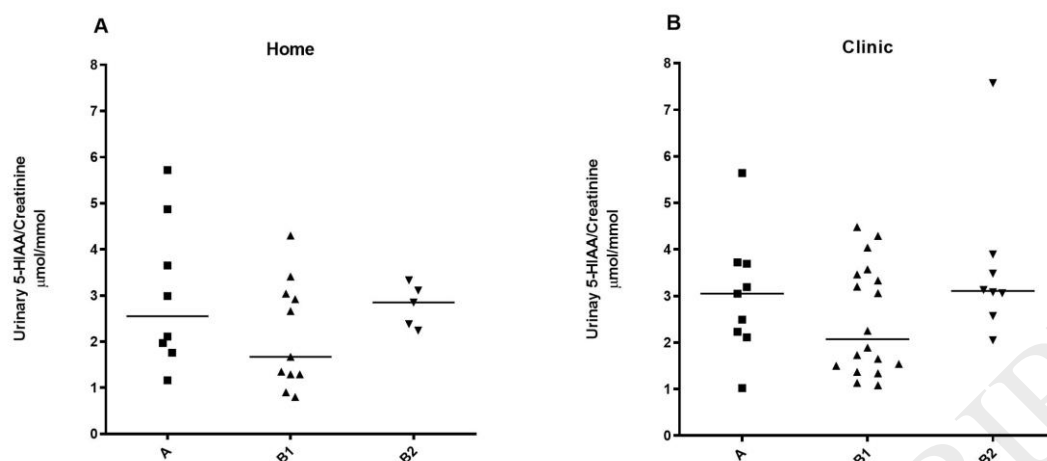 A
Home
8
7
6
5
4
3
2
1
0
Urinary 5-HIAA/Creatinine
μmol/mmol
A
B1
B2
B
Clinic
8
7
6
5
4
3
2
1
0
Urinay 5-HIAA/Creatinine
μmol/mmol
A
B1
B2